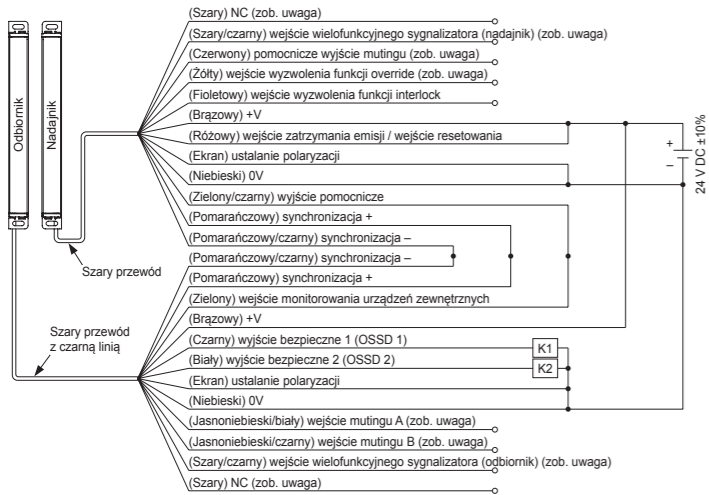 (Szary) NC (zob. uwaga)
(Szary/czarny) wejście wielofunkcyjnego sygnalizatora (nadajnik) (zob. uwaga)
(Czerwony) pomocnicze wyjście mutingu (zob. uwaga)
(Żółty) wejście wyzwolenia funkcji override (zob. uwaga)
(Fioletowy) wejście wyzwolenia funkcji interlock
(Brązowy) +V
(Różowy) wejście zatrzymania emisji / wejście resetowania
(Ekran) ustalanie polaryzacji
(Niebieski) 0V
(Zielony/czarny) wyjście pomocnicze
(Pomarańczowy) synchronizacja +
(Pomarańczowy/czarny) synchronizacja –
(Pomarańczowy/czarny) synchronizacja –
(Pomarańczowy) synchronizacja +
(Zielony) wejście monitorowania urządzeń zewnętrznych
(Brązowy) +V
(Czarny) wyjście bezpieczne 1 (OSSD 1)
(Biały) wyjście bezpieczne 2 (OSSD 2)
(Ekran) ustalanie polaryzacji
(Niebieski) 0V
(Jasnoniebieski/biały) wejście mutingu A (zob. uwaga)
(Jasnoniebieski/czarny) wejście mutingu B (zob. uwaga)
(Szary/czarny) wejście wielofunkcyjnego sygnalizatora (odbiornik) (zob. uwaga)
(Szary) NC (zob. uwaga)
Odbiornik
Nadajnik
Szary przewód
Szary przewód
z czarną linią
K1
K2
+
–
24 V DC ±10%